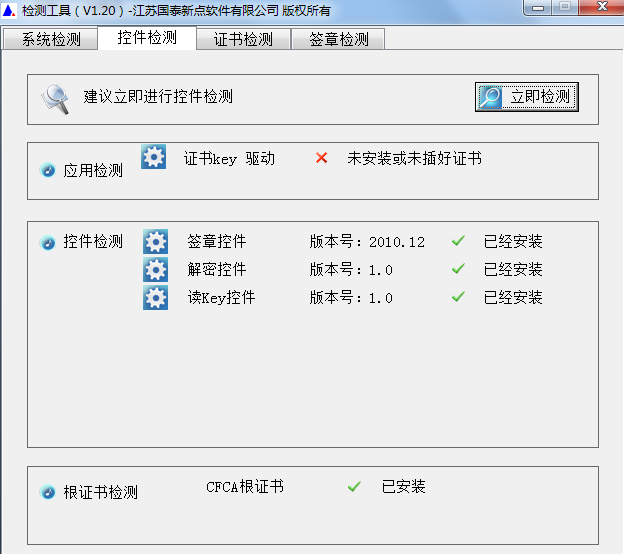 检测工具（V1.20）-江苏国泰新点软件有限公司 版权所有
系统检测 控件检测 证书检测 签章检测
建议立即进行控件检测 立即检测
应用检测 证书key 驱动 未安装或未插好证书
控件检测 签章控件 版本号：2010.12 已经安装
解密控件 版本号：1.0 已经安装
读Key控件 版本号：1.0 已经安装
根证书检测 CFCA根证书 已安装